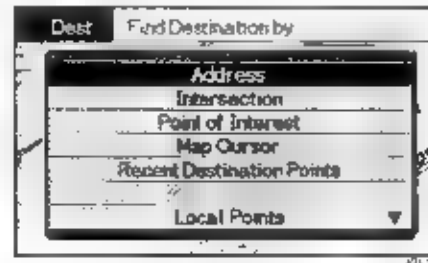 Dest Find Destination by
Address
Intersection
Point of Interest
Map Cursor
Recent Destination Points
Local Points